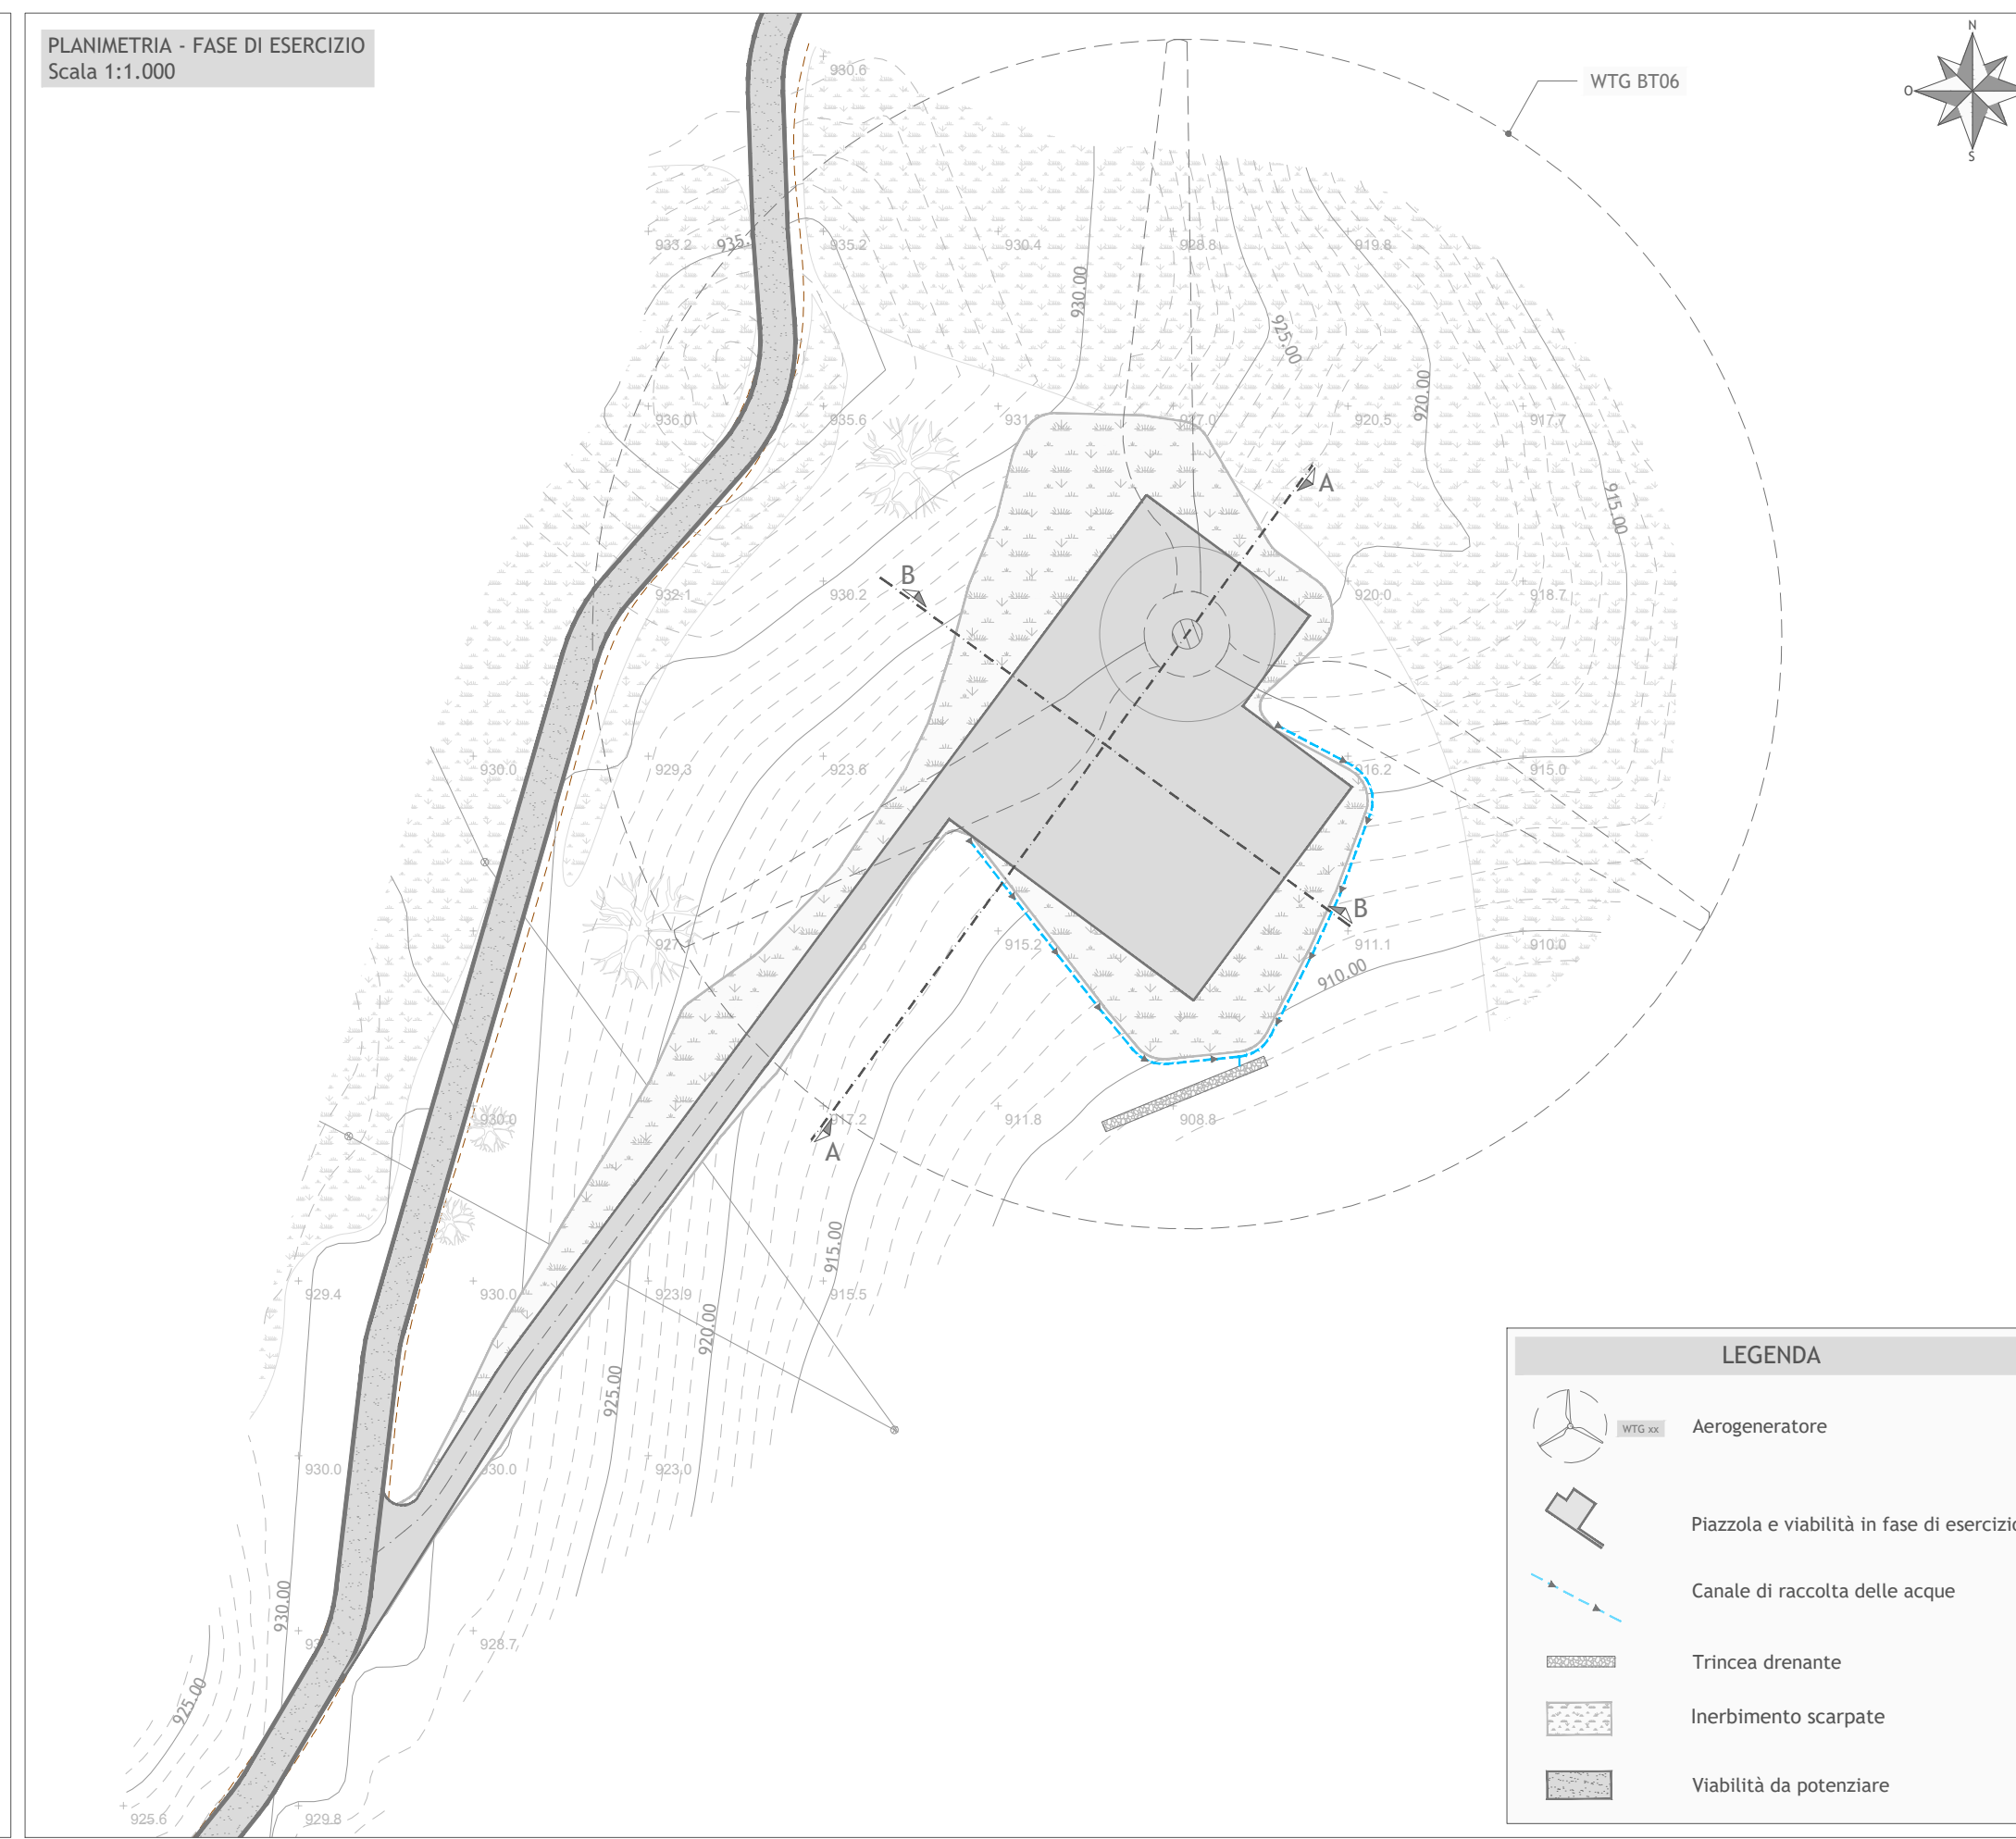 PLANIMETRIA - FASE DI ESERCIZIO
Scala 1:1.000
N
O
S
WTG BT06
930.6
933.2
935.
935.2
930.4
928.8
919.8
930.00
925.00
920.00
936.0
935.6
920.5
917.7
915.00
A
B
932.1
930.2
920.0
918.7
930.0
929.3
923.6
916.2
915.0
B
915.2
911.1
910.0
910.00
930.0
917.2
911.8
908.8
A
915.00
929.4
930.0
923.9
915.5
920.00
925.00
930.0
930.0
923.0
930.00
928.7
925.00
925.6
929.8
LEGENDA
WTG xx
Aerogeneratore
Piazzola e viabilità in fase di esercizio
Canale di raccolta delle acque
Trincea drenante
Inerbimento scarpate
Viabilità da potenziare